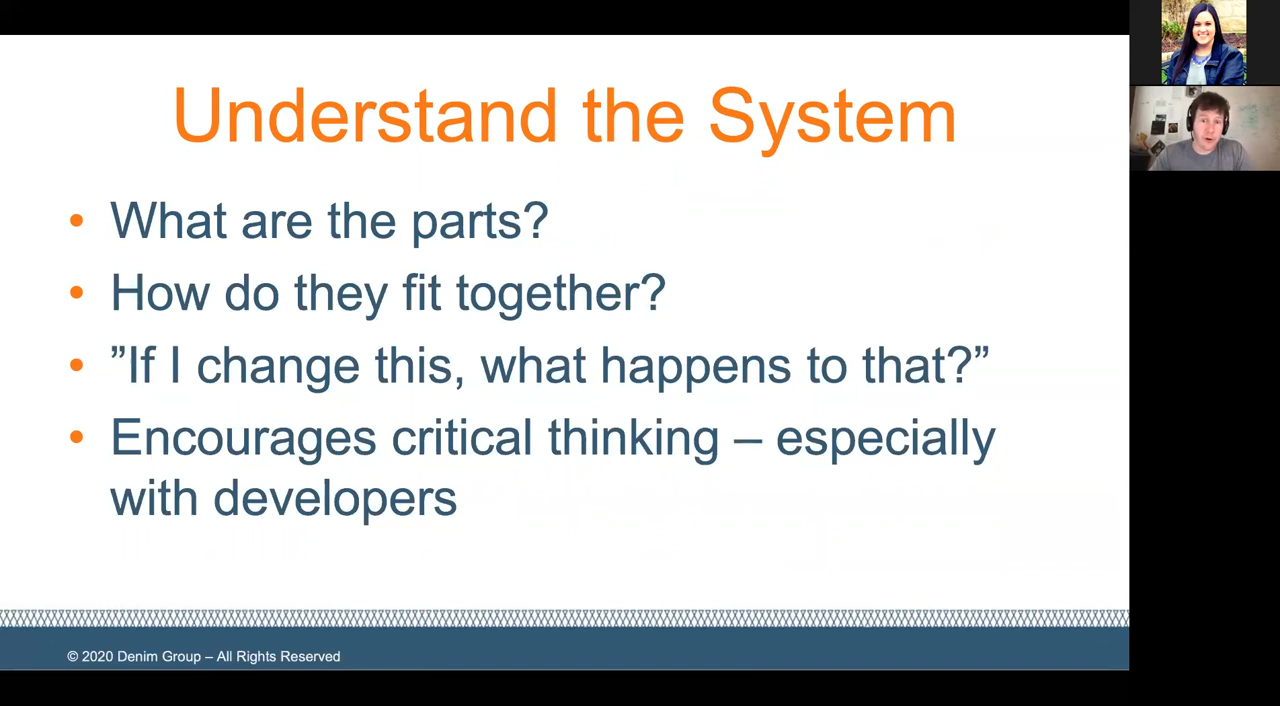 Understand the System
• What are the parts?
• How do they fit together?
• ”If I change this, what happens to that?”
• Encourages critical thinking – especially
with developers
© 2020 Denim Group – All Rights Reserved